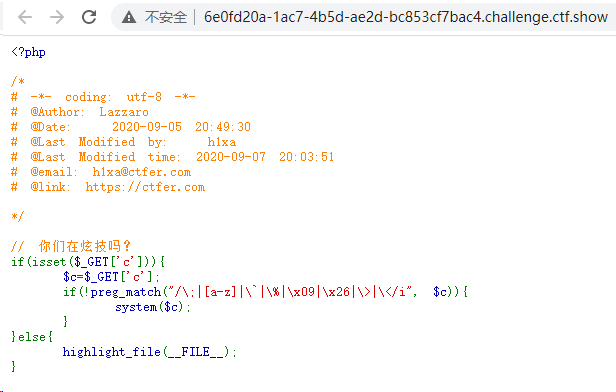 不安全 6e0fd20a-1ac7-4b5d-ae2d-bc853cf7bac4.challenge.ctf.show
<?php
/*
# -*- coding: utf-8 -*-
# @Author: Lazzaro
# @Date: 2020-09-05 20:49:30
# @Last Modified by: h1xa
# @Last Modified time: 2020-09-07 20:03:51
# @email: h1xa@ctfer.com
# @link: https://ctfer.com
*/
// 你们在炫技吗？
if(isset($_GET['c'])){
$c=$_GET['c'];
if(!preg_match("/\;|[a-z]|\`|\%|\x09|\x26|\>|\</i", $c)){
system($c);
}
}else{
highlight_file(__FILE__);
}